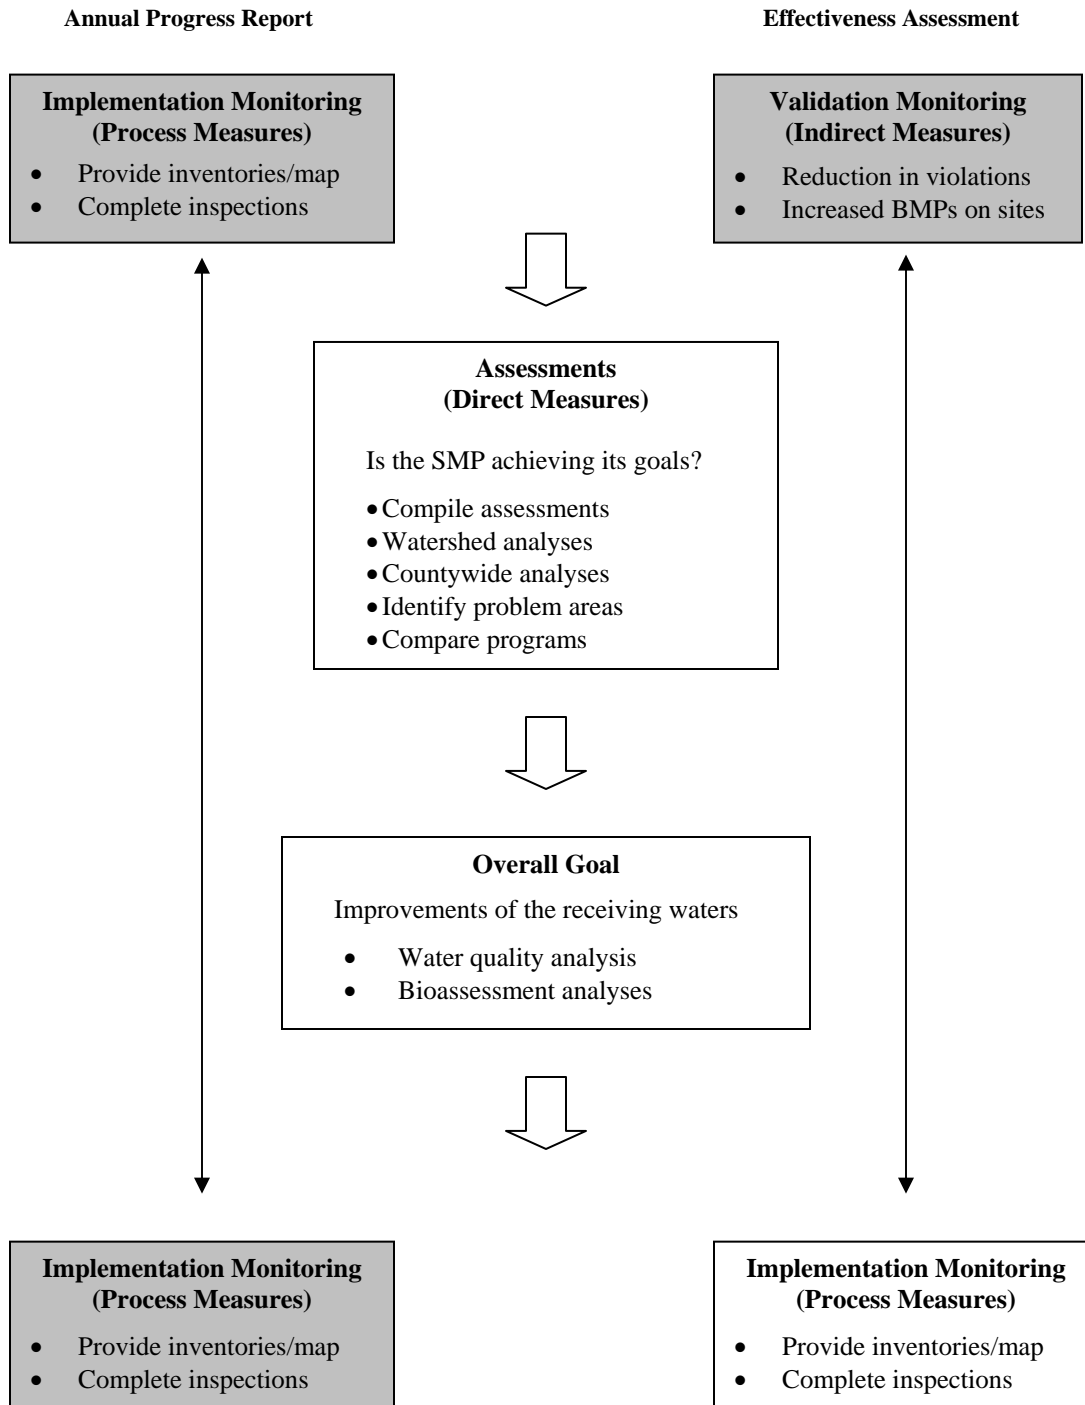 Annual Progress Report
Effectiveness Assessment
Implementation Monitoring
(Process Measures)
• Provide inventories/map
• Complete inspections
Validation Monitoring
(Indirect Measures)
• Reduction in violations
• Increased BMPs on sites
Assessments
(Direct Measures)
Is the SMP achieving its goals?
• Compile assessments
• Watershed analyses
• Countywide analyses
• Identify problem areas
• Compare programs
Overall Goal
Improvements of the receiving waters
• Water quality analysis
• Bioassessment analyses
Implementation Monitoring
(Process Measures)
• Provide inventories/map
• Complete inspections
Implementation Monitoring
(Process Measures)
• Provide inventories/map
• Complete inspections